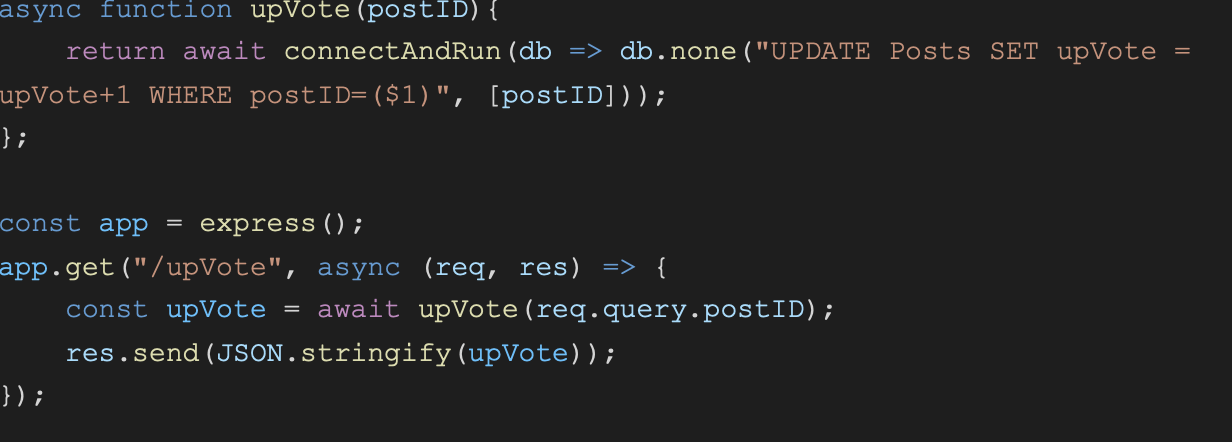 async function upVote(postID){
    return await connectAndRun(db => db.none("UPDATE Posts SET upVote =
upVote+1 WHERE postID=($1)", [postID]));
};

const app = express();
app.get("/upVote", async (req, res) => {
    const upVote = await upVote(req.query.postID);
    res.send(JSON.stringify(upVote));
});